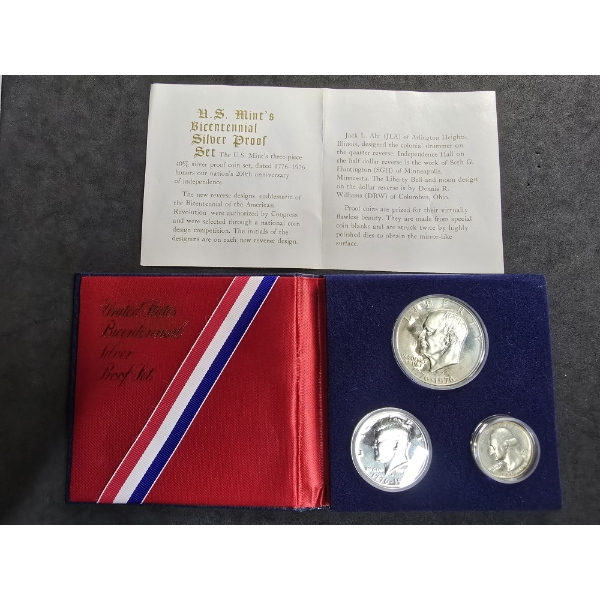 U.S. Mint's
Bicentennial
Silver Proof
Set The U.S. Mint's three-piece
40% silver proof coin set, dated 1776-1976
honors our nation's 200th anniversary
of independence.
The new reverse designs emblematic of
the Bicentennial of the American
Revolution were authorized by Congress
and were selected through a national coin
design competition. The initials of the
designers are on each new reverse design.
Jack L. Ahr (JLA) of Arlington Heights,
Illinois, designed the colonial drummer on
the quarter reverse. Independence Hall on
the half dollar reverse is the work of Seth G.
Huntington (SGH) of Minneapolis,
Minnesota. The Liberty Bell and moon design
on the dollar reverse is by Dennis R.
Williams (DRW) of Columbus, Ohio.
Proof coins are prized for their virtually
flawless beauty. They are made from special
coin blanks and are struck twice by highly
polished dies to obtain the mirror-like
surface.
United States
Bicentennial
Silver
Proof Set
LIBERTY
1776-1976